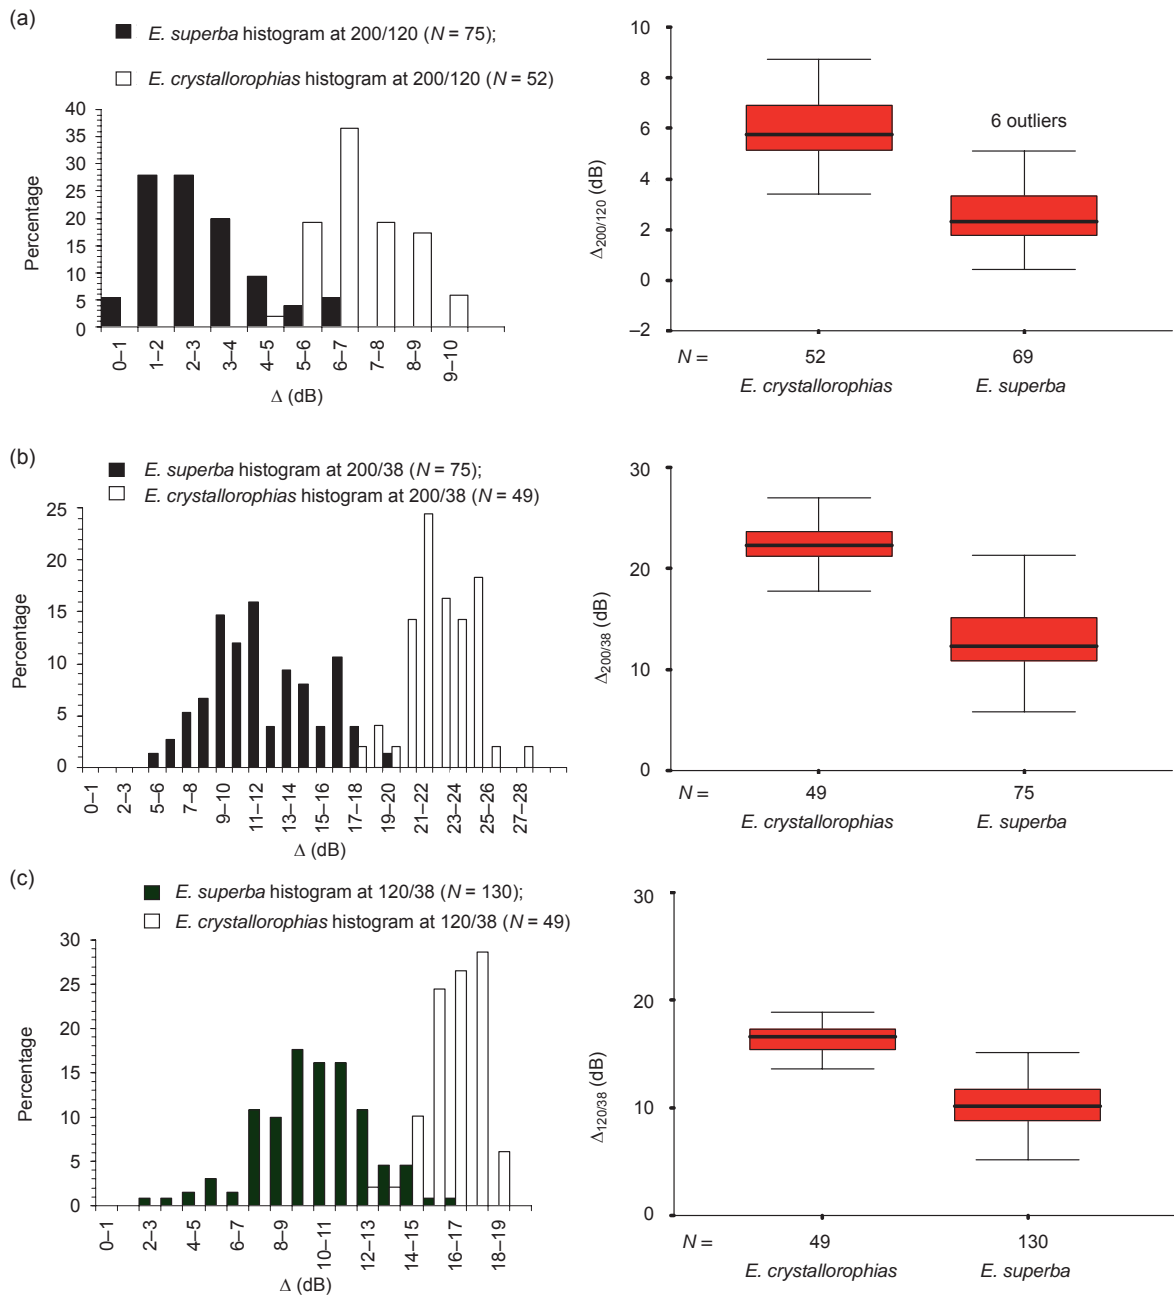 (a)
E. superba histogram at 200/120 (N = 75);
E. crystallorophias histogram at 200/120 (N = 52)
40
35
30
25
20
15
10
5
0
Percentage
0–1
1–2
2–3
3–4
4–5
5–6
6–7
7–8
8–9
9–10
Δ (dB)
10
8
6
4
2
0
–2
Δ200/120 (dB)
6 outliers
N =
52
69
E. crystallorophias
E. superba
(b)
E. superba histogram at 200/38 (N = 75);
E. crystallorophias histogram at 200/38 (N = 49)
25
20
15
10
5
0
Percentage
0–1
2–3
5–6
7–8
9–10
11–12
13–14
15–16
17–18
19–20
21–22
23–24
25–26
27–28
Δ (dB)
30
20
10
0
Δ200/38 (dB)
N =
49
75
E. crystallorophias
E. superba
(c)
E. superba histogram at 120/38 (N = 130);
E. crystallorophias histogram at 120/38 (N = 49)
30
25
20
15
10
5
0
Percentage
0–1
2–3
4–5
6–7
8–9
10–11
12–13
14–15
16–17
18–19
Δ (dB)
30
20
10
0
Δ120/38 (dB)
N =
49
130
E. crystallorophias
E. superba